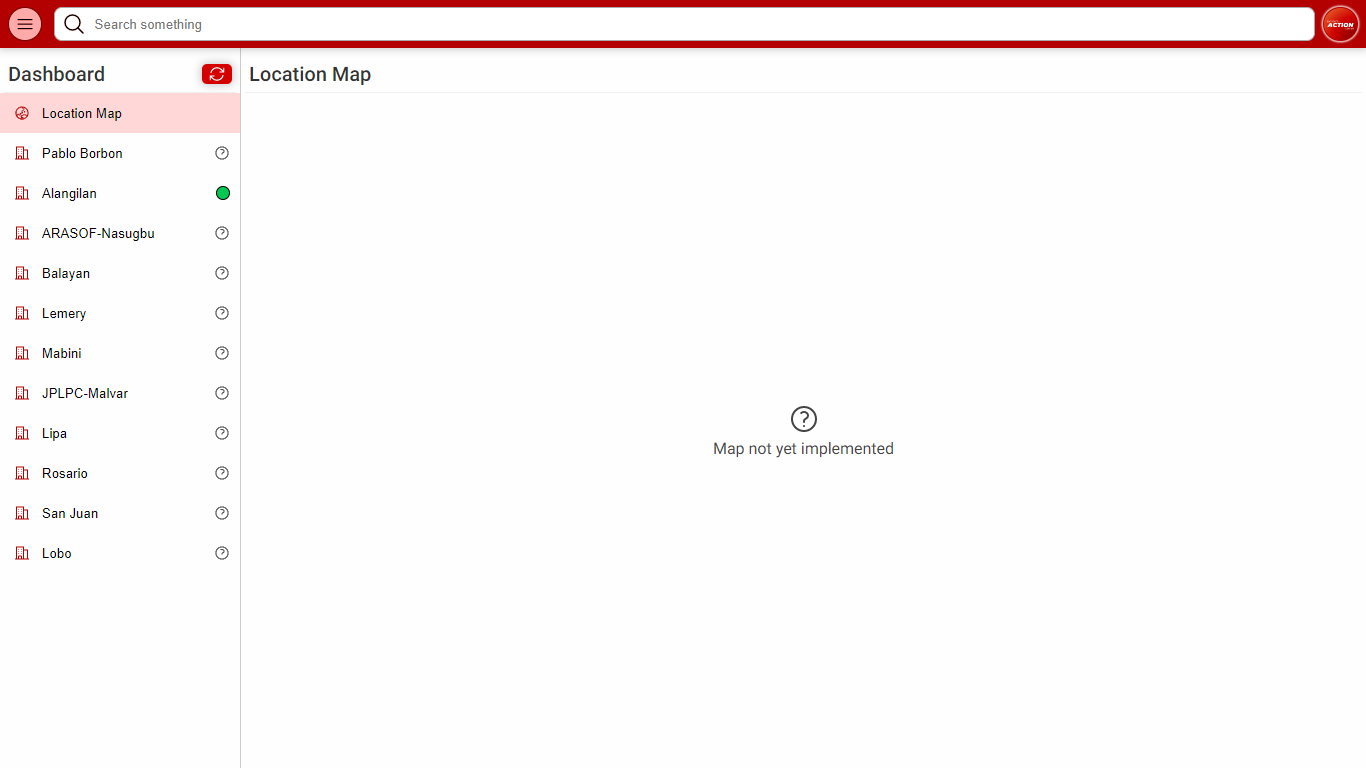 Search something
ACTION
Dashboard
Location Map
Location Map
Pablo Borbon
Alangilan
ARASOF-Nasugbu
Balayan
Lemery
Mabini
JPLPC-Malvar
Lipa
Rosario
San Juan
Lobo
Map not yet implemented